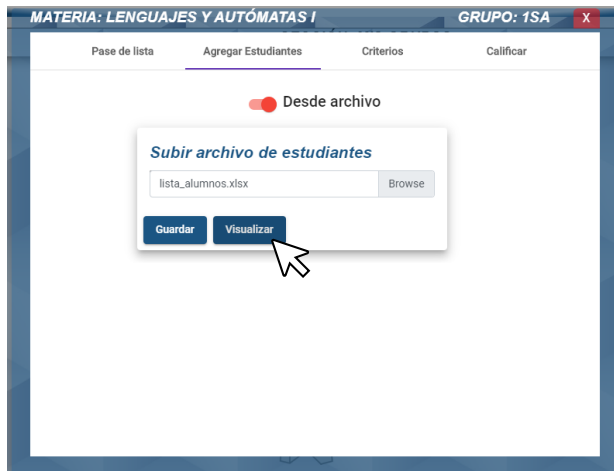 MATERIA: LENGUAJES Y AUTÓMATAS I GRUPO: 1SA X
Pase de lista Agregar Estudiantes Criterios Calificar
Desde archivo
Subir archivo de estudiantes
lista_alumnos.xlsx Browse
Guardar Visualizar